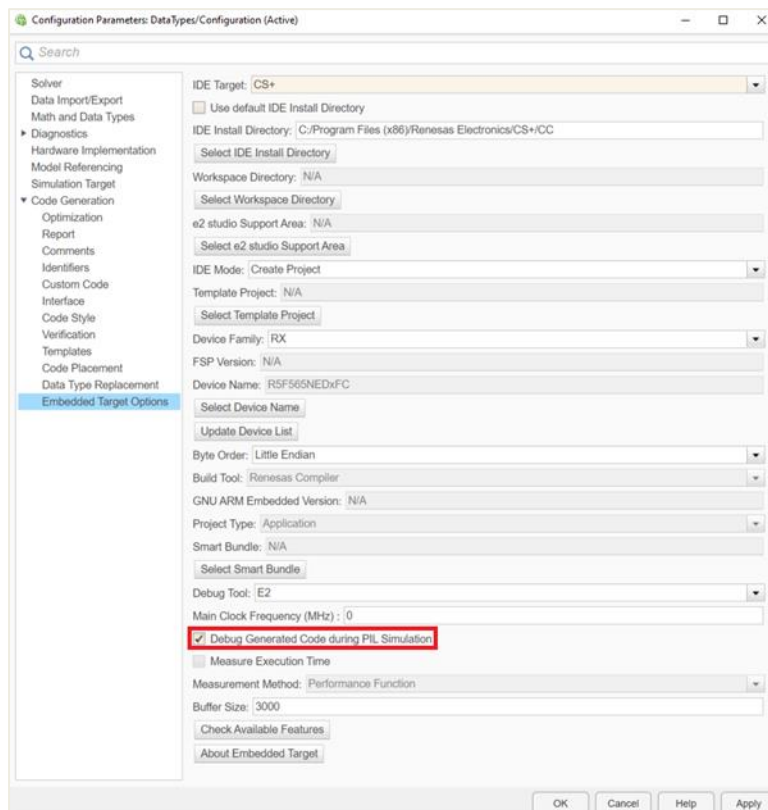 Configuration Parameters: DataTypes/Configuration (Active)
Search
Solver
Data Import/Export
Math and Data Types
Diagnostics
Hardware Implementation
Model Referencing
Simulation Target
Code Generation
Optimization
Report
Comments
Identifiers
Custom Code
Interface
Code Style
Verification
Templates
Code Placement
Data Type Replacement
Embedded Target Options
IDE Target: CS+
Use default IDE Install Directory
IDE Install Directory: C:/Program Files (x86)/Renesas Electronics/CS+/CC
Select IDE Install Directory
Workspace Directory: N/A
Select Workspace Directory
e2 studio Support Area: N/A
Select e2 studio Support Area
IDE Mode: Create Project
Template Project: N/A
Select Template Project
Device Family: RX
FSP Version: N/A
Device Name: R5F565NEDxFC
Select Device Name
Update Device List
Byte Order: Little Endian
Build Tool: Renesas Compiler
GNU ARM Embedded Version: N/A
Project Type: Application
Smart Bundle: N/A
Select Smart Bundle
Debug Tool: E2
Main Clock Frequency (MHz) : 0
Debug Generated Code during PIL Simulation
Measure Execution Time
Measurement Method: Performance Function
Buffer Size: 3000
Check Available Features
About Embedded Target
OK
Cancel
Help
Apply